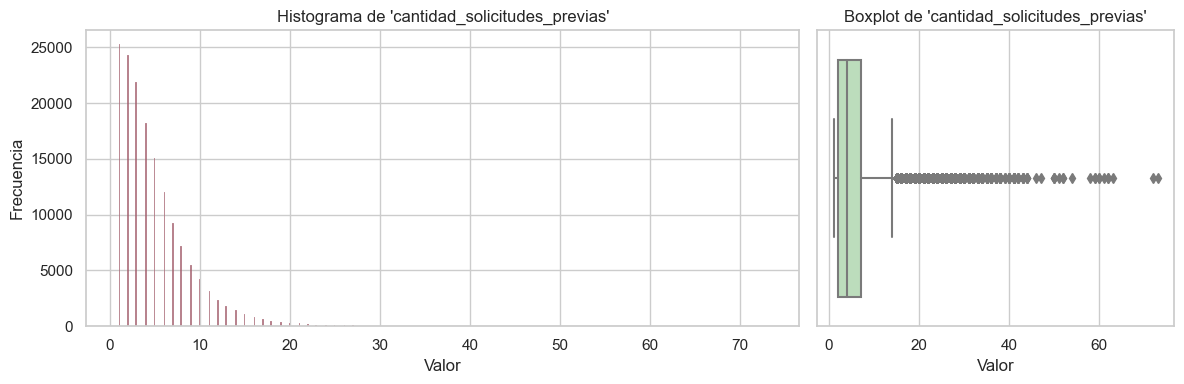 Histograma de 'cantidad_solicitudes_previas'
25000
20000
15000
10000
5000
0
Frecuencia
0 10 20 30 40 50 60 70
Valor
Boxplot de 'cantidad_solicitudes_previas'
0 20 40 60
Valor